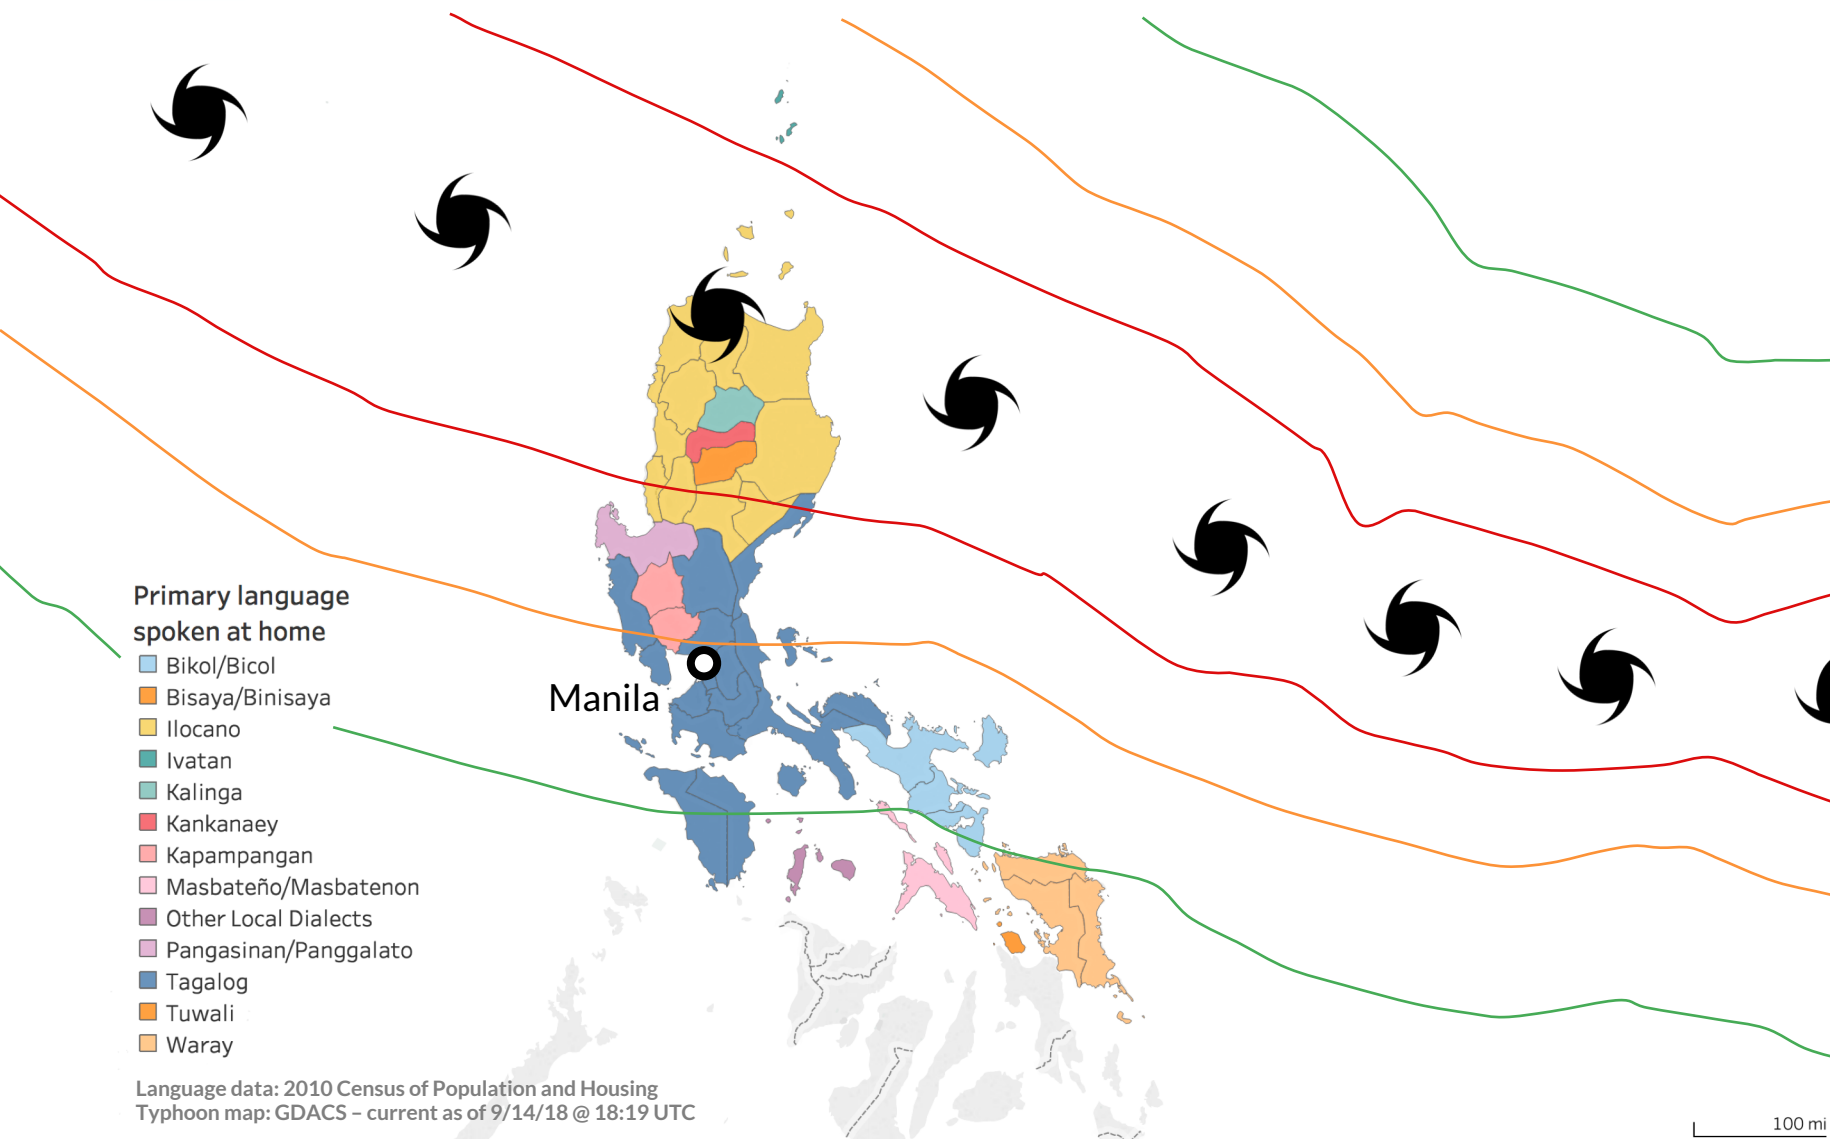 Manila
Primary language
spoken at home
Bikol/Bicol
Bisaya/Binisaya
Ilocano
Ivatan
Kalinga
Kankanaey
Kapampangan
Masbateño/Masbatenon
Other Local Dialects
Pangasinan/Panggalato
Tagalog
Tuwali
Waray
Language data: 2010 Census of Population and Housing
Typhoon map: GDACS – current as of 9/14/18 @ 18:19 UTC
100 mi